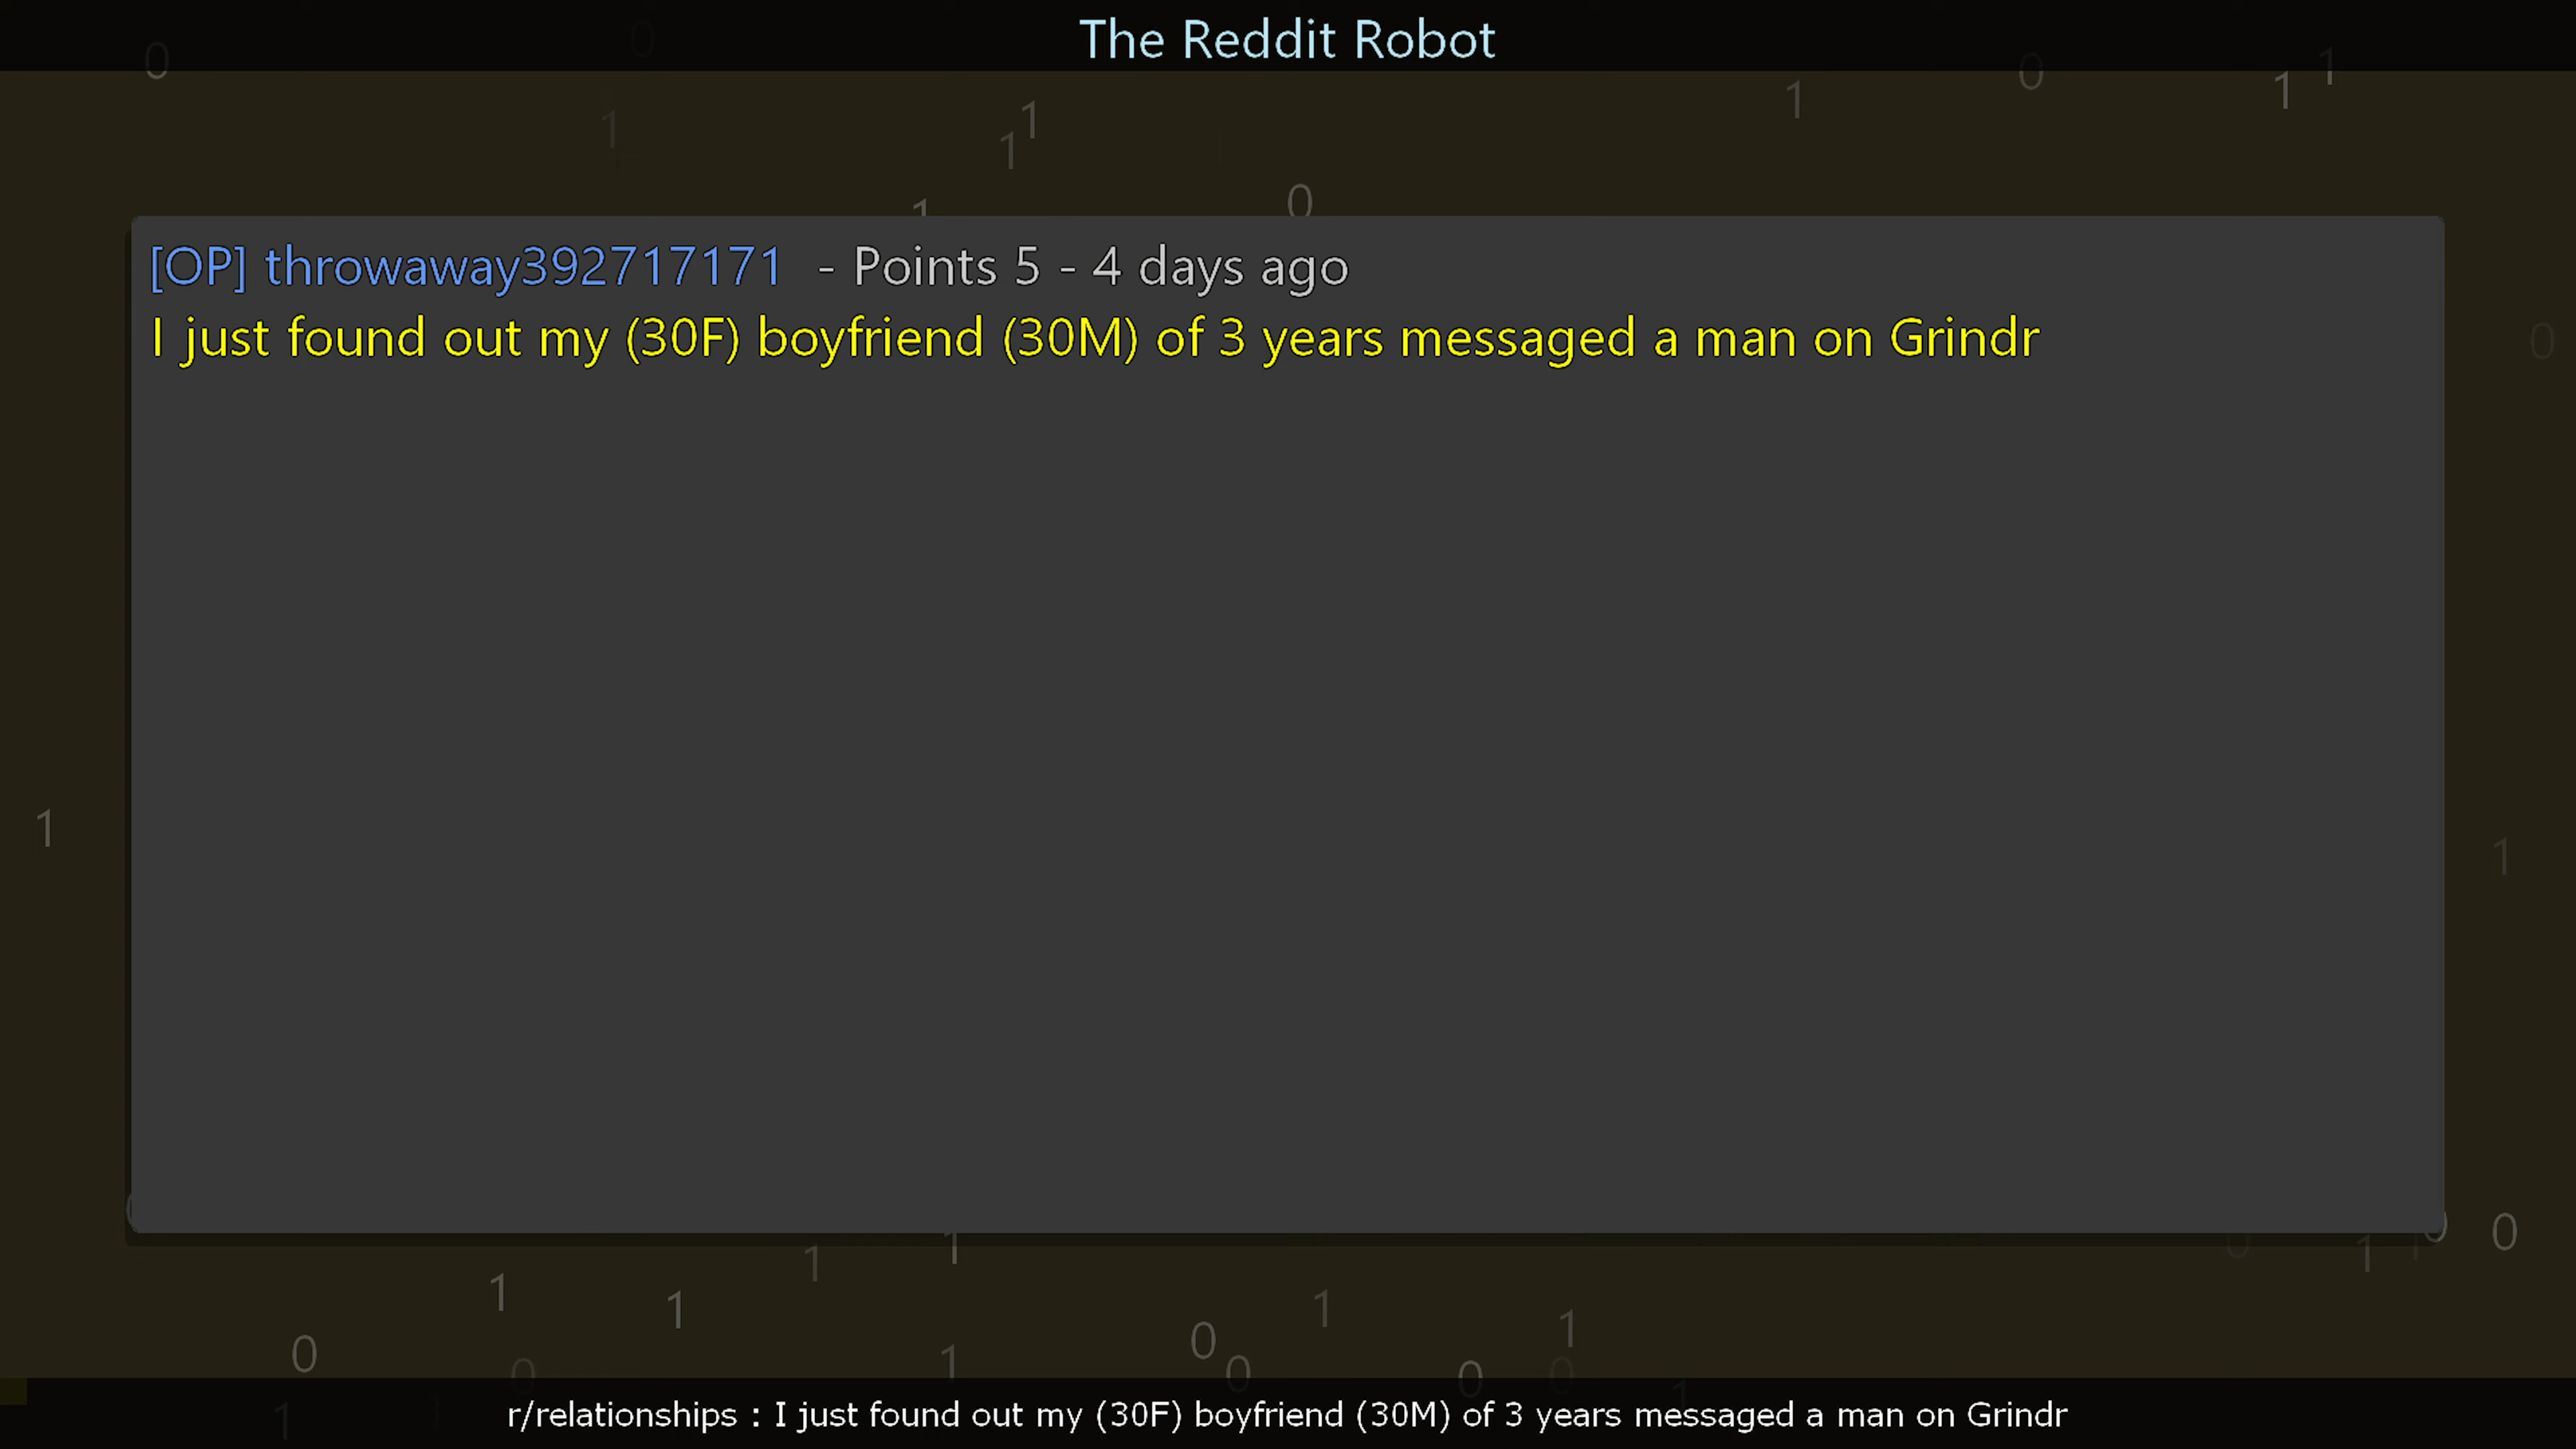 The Reddit Robot
[OP] throwaway392717171 - Points 5 - 4 days ago
I just found out my (30F) boyfriend (30M) of 3 years messaged a man on Grindr
r/relationships : I just found out my (30F) boyfriend (30M) of 3 years messaged a man on Grindr